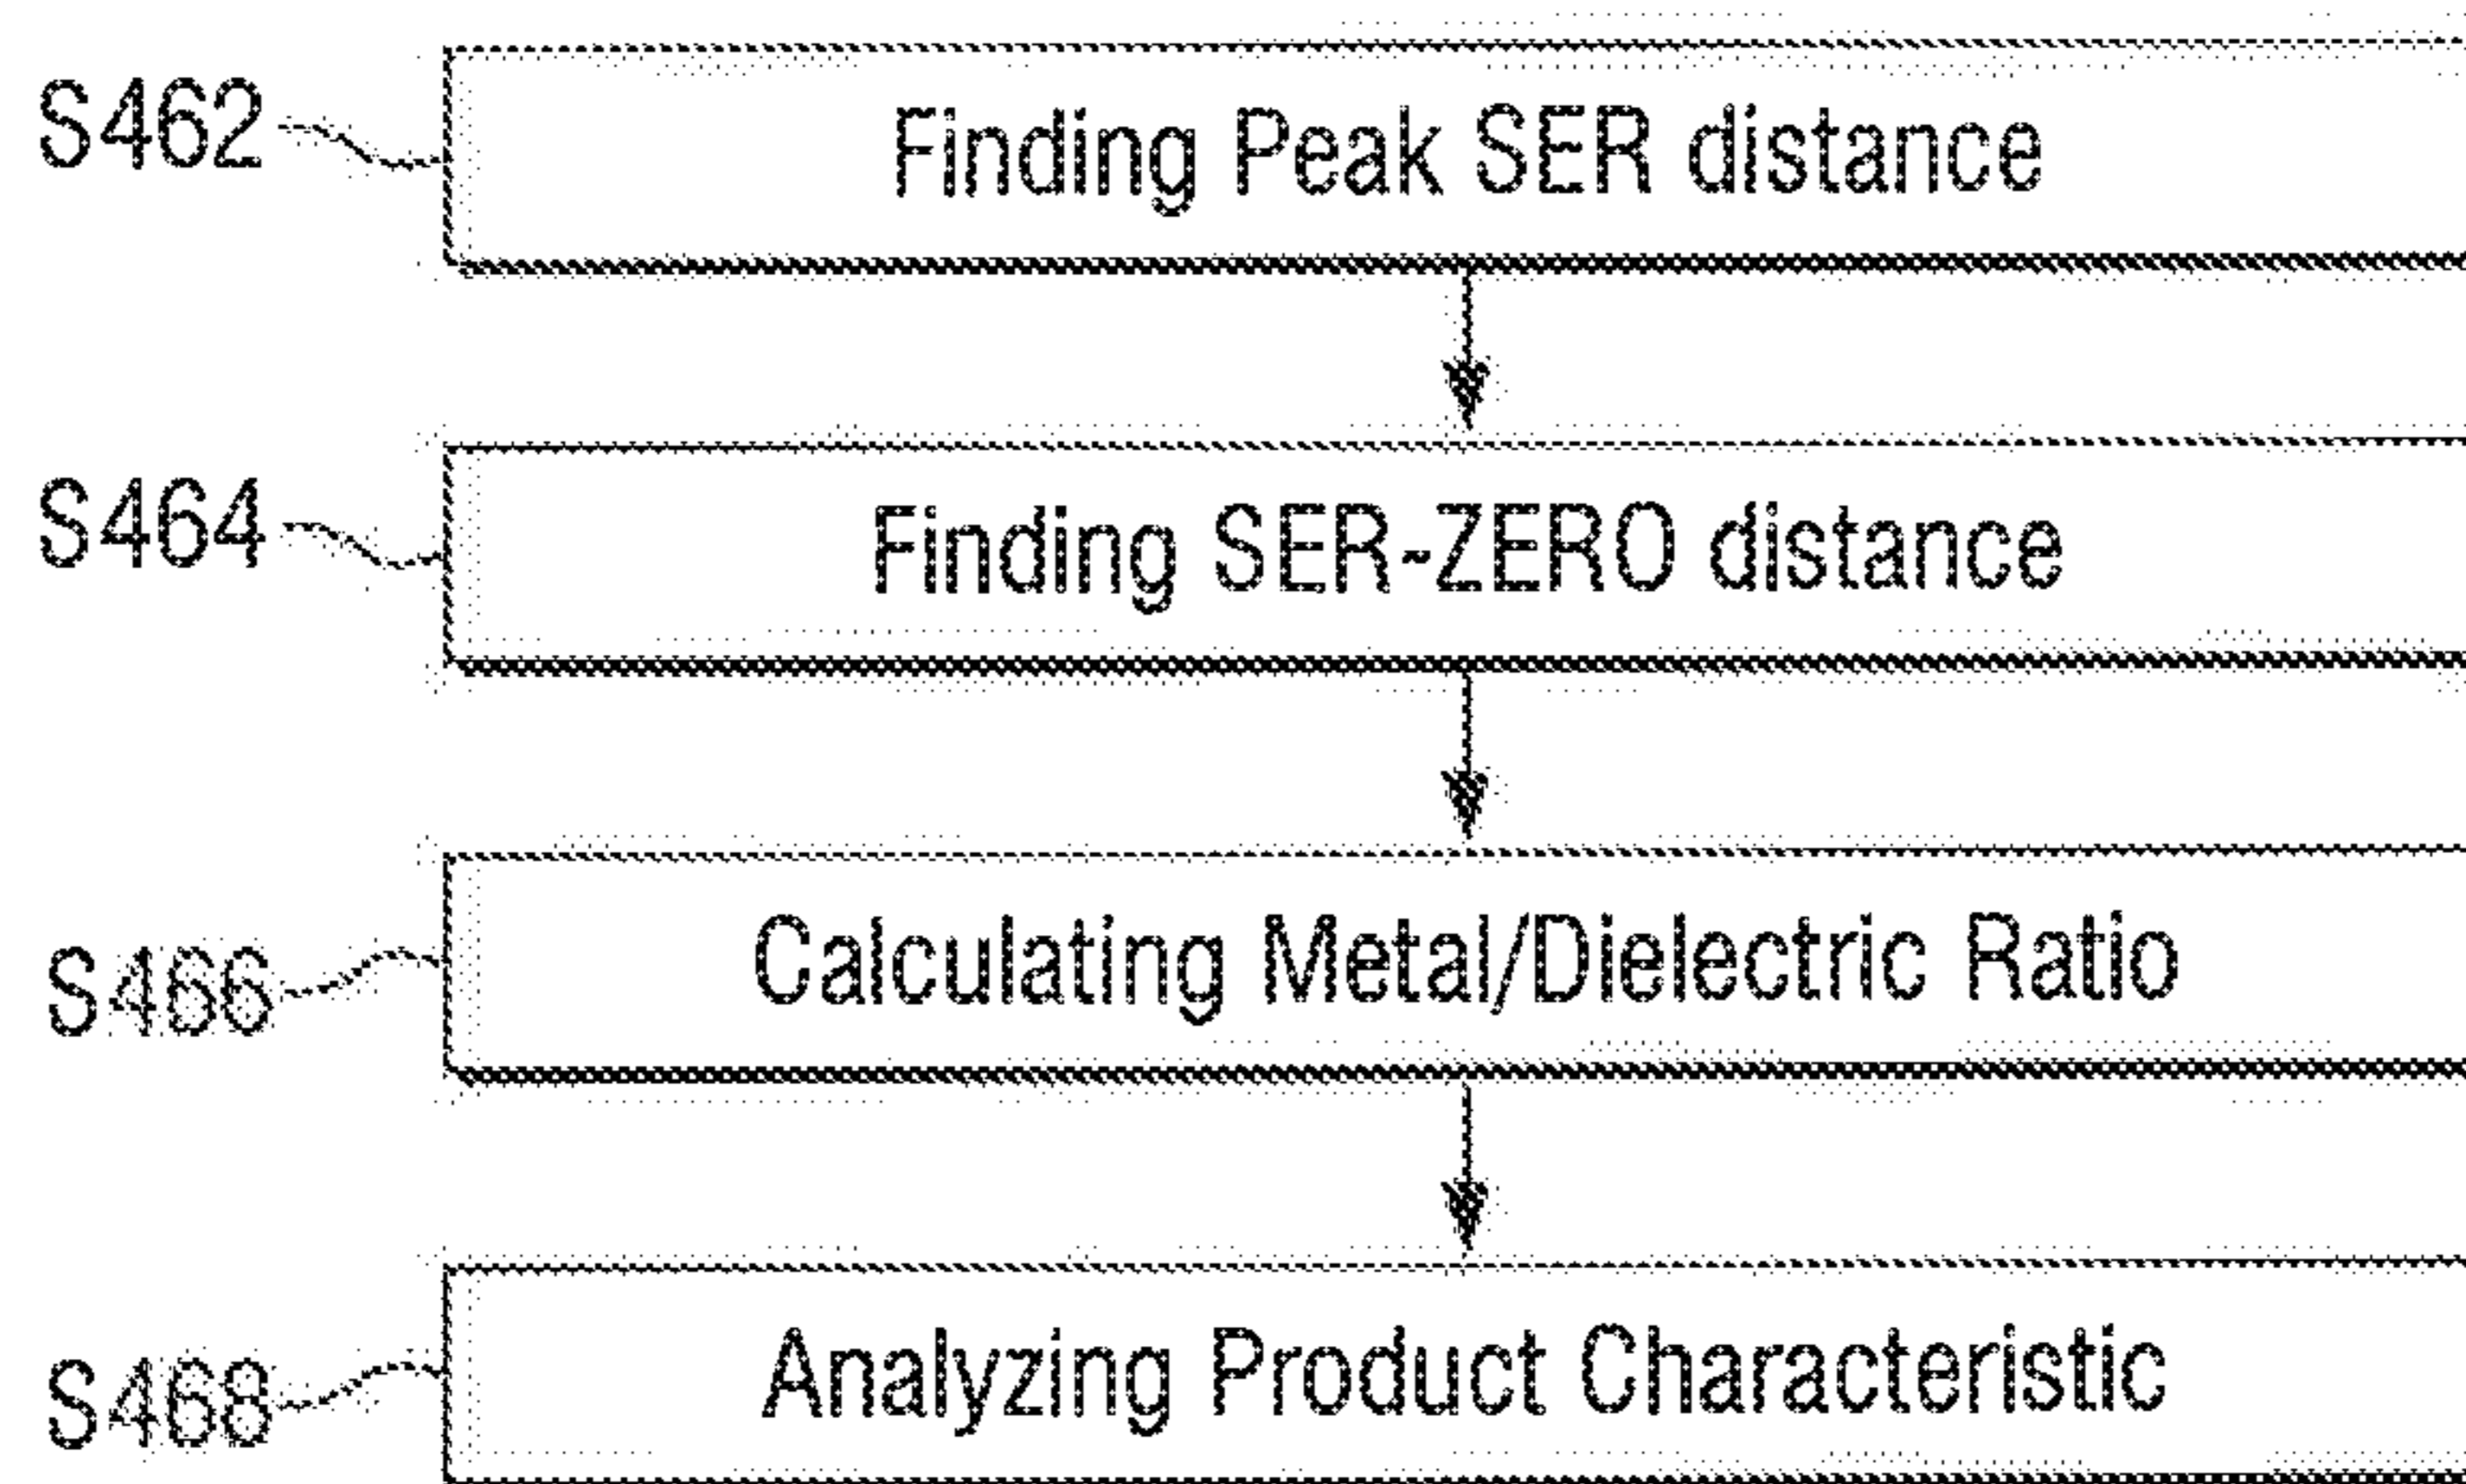 S462 Finding Peak SER distance
S464 Finding SER-ZERO distance
S466 Calculating Metal/Dielectric Ratio
S468 Analyzing Product Characteristic